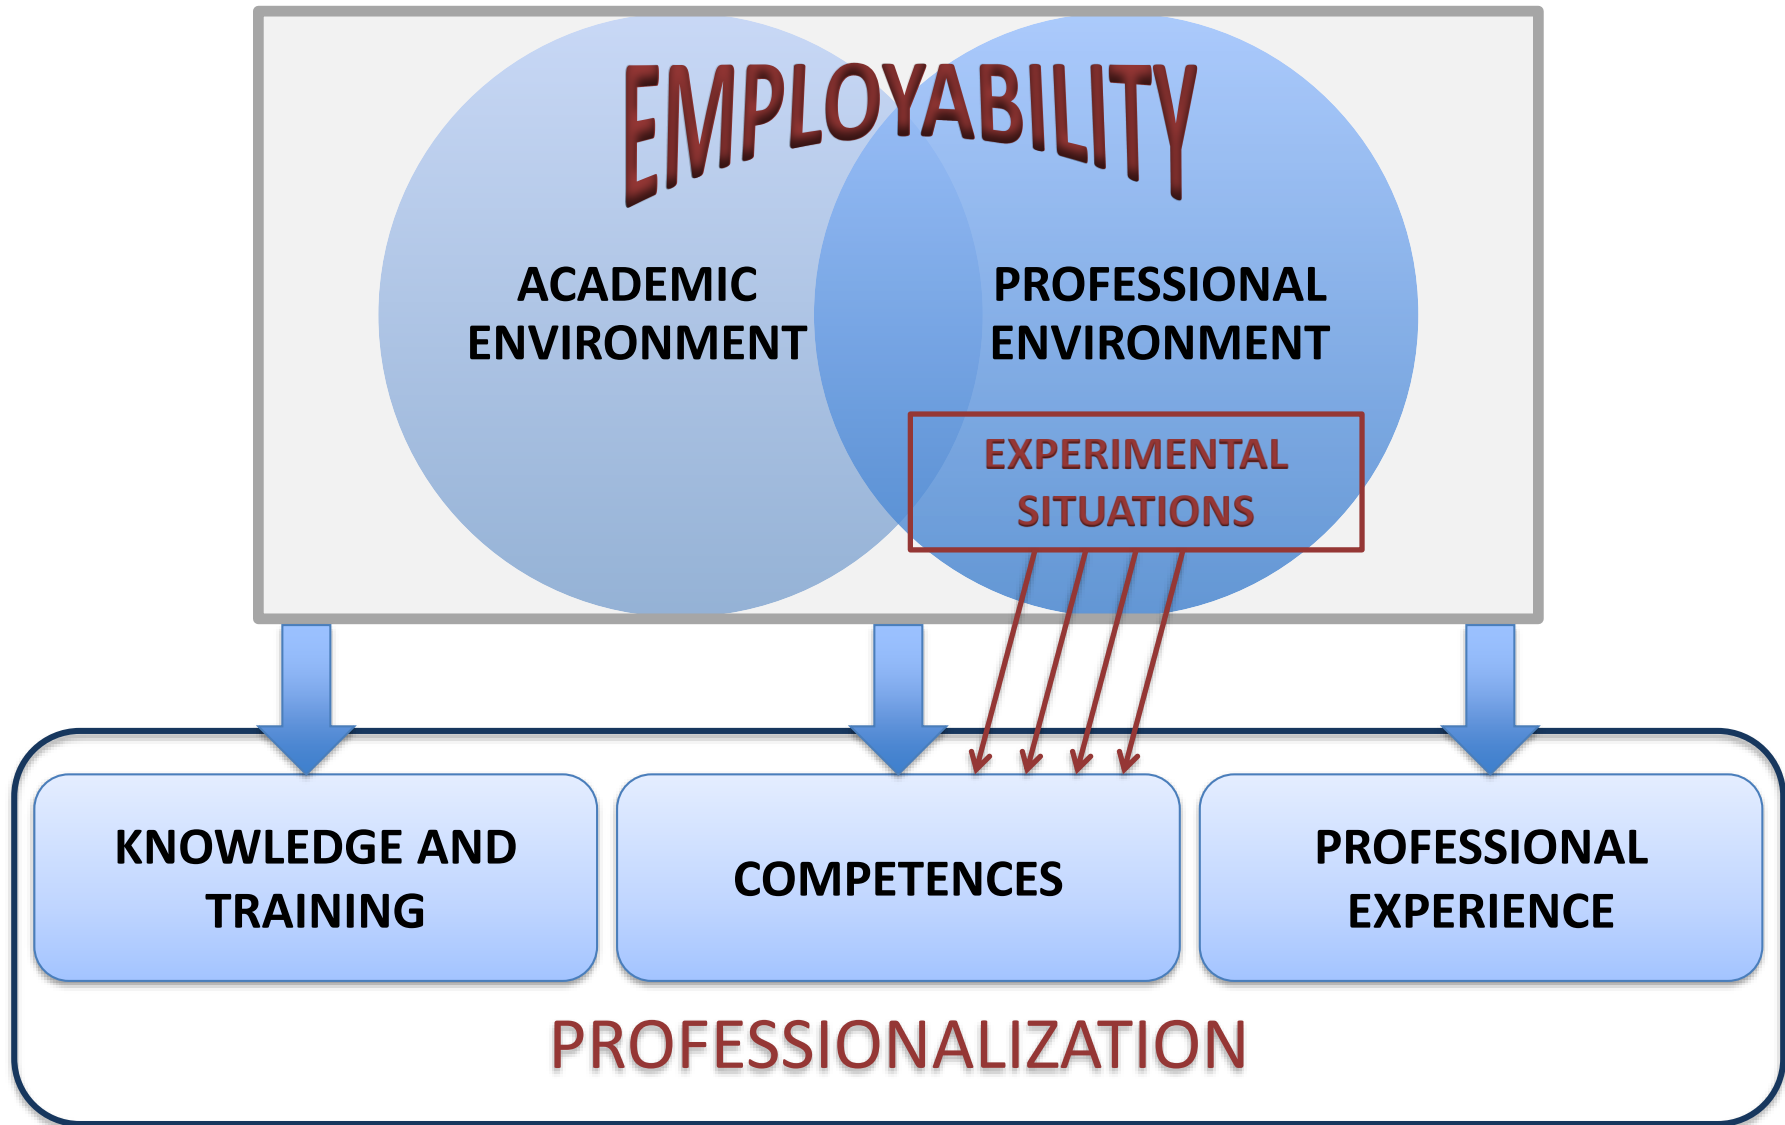 EMPLOYABILITY
ACADEMIC
ENVIRONMENT
PROFESSIONAL
ENVIRONMENT
EXPERIMENTAL
SITUATIONS
KNOWLEDGE AND
TRAINING
COMPETENCES
PROFESSIONAL
EXPERIENCE
PROFESSIONALIZATION